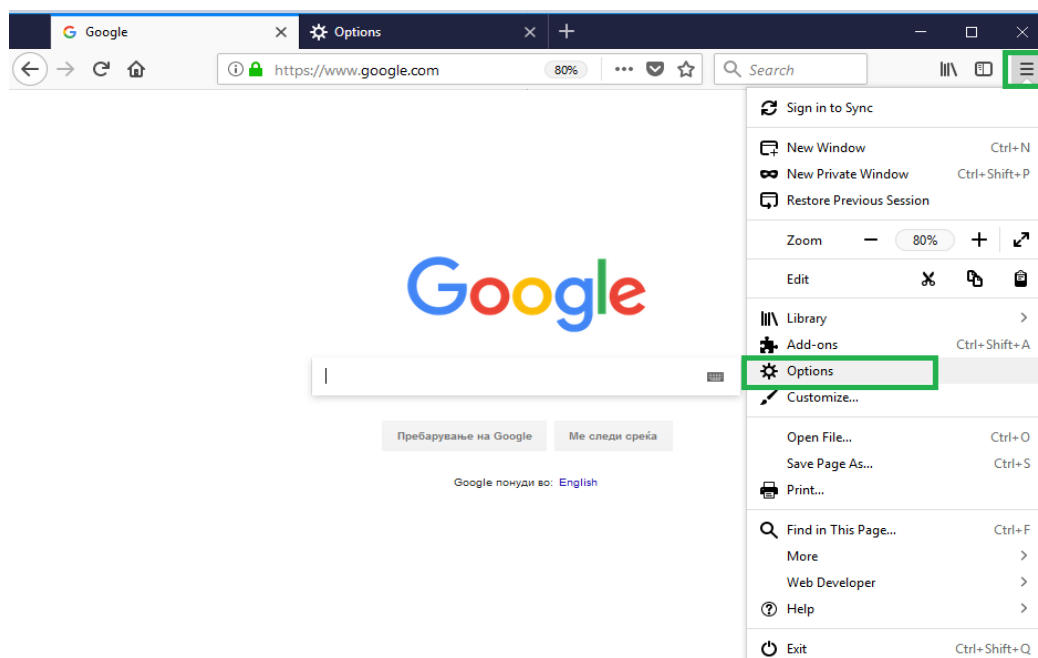 Google
Options
https://www.google.com
80%
Search
Sign in to Sync
New Window Ctrl+N
New Private Window Ctrl+Shift+P
Restore Previous Session
Zoom 80%
Edit
Library
Add-ons Ctrl+Shift+A
Options
Customize...
Open File... Ctrl+O
Save Page As... Ctrl+S
Print...
Find in This Page... Ctrl+F
More
Web Developer
Help
Exit Ctrl+Shift+Q
Google
Пребарување на Google
Ме следи среќа
Google понуди во: English